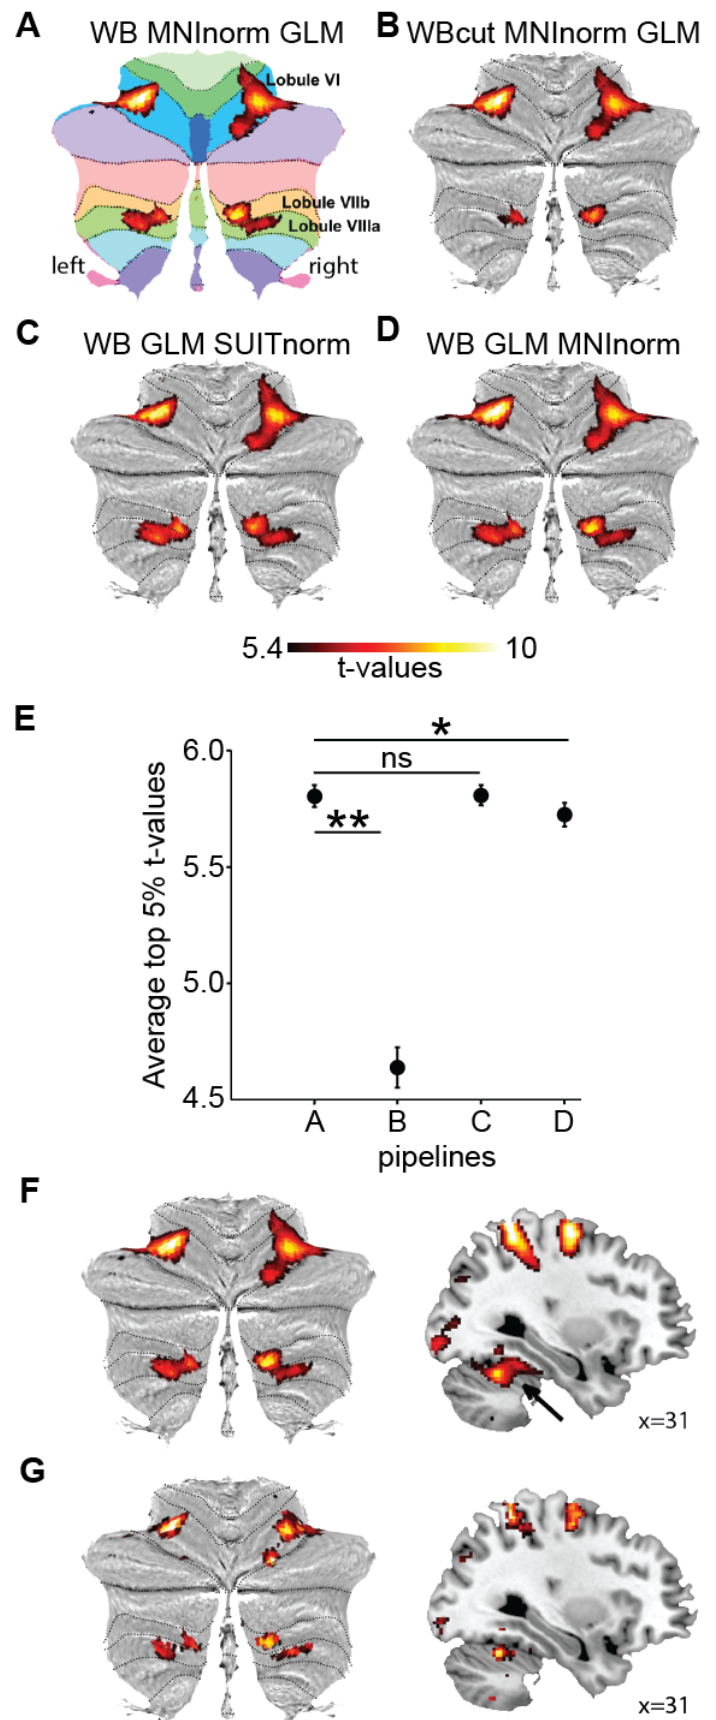 A WB MNInorm GLM
B WBcut MNInorm GLM
Lobule VI
Lobule VIIb
Lobule VIIIa
left
right
C WB GLM SUITnorm
D WB GLM MNInorm
5.4
10
t-values
E
*
ns
**
6.0
5.5
5.0
4.5
Average top 5% t-values
A B C D
pipelines
F
x=31
G
x=31